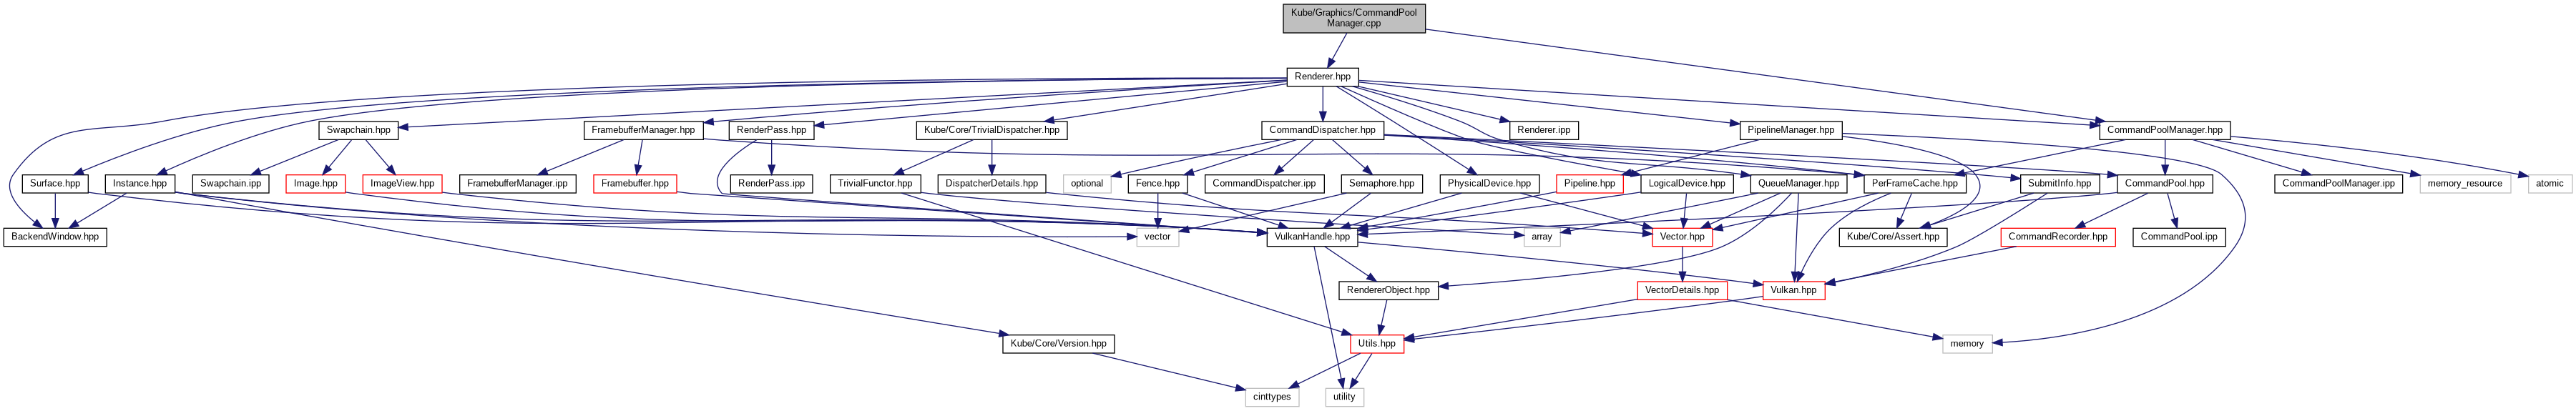 Kube/Graphics/CommandPool
Manager.cpp
Renderer.hpp
Swapchain.hpp
FramebufferManager.hpp
RenderPass.hpp
Kube/Core/TrivialDispatcher.hpp
CommandDispatcher.hpp
Renderer.ipp
PipelineManager.hpp
CommandPoolManager.hpp
Surface.hpp
Instance.hpp
Swapchain.ipp
Image.hpp
ImageView.hpp
FramebufferManager.ipp
Framebuffer.hpp
RenderPass.ipp
TrivialFunctor.hpp
DispatcherDetails.hpp
optional
Fence.hpp
CommandDispatcher.ipp
Semaphore.hpp
PhysicalDevice.hpp
Pipeline.hpp
LogicalDevice.hpp
QueueManager.hpp
PerFrameCache.hpp
SubmitInfo.hpp
CommandPool.hpp
CommandPoolManager.ipp
memory_resource
atomic
BackendWindow.hpp
vector
VulkanHandle.hpp
array
Vector.hpp
Kube/Core/Assert.hpp
CommandRecorder.hpp
CommandPool.ipp
RendererObject.hpp
VectorDetails.hpp
Vulkan.hpp
Kube/Core/Version.hpp
Utils.hpp
memory
cinttypes
utility